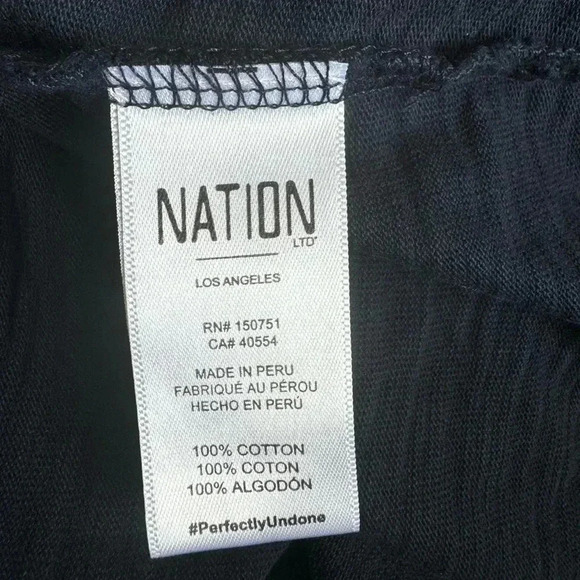 NATION
LTD
LOS ANGELES
RN# 150751
CA# 40554
MADE IN PERU
FABRIQUÉ AU PÉROU
HECHO EN PERÚ
100% COTTON
100% COTON
100% ALGODÓN
#PerfectlyUndone